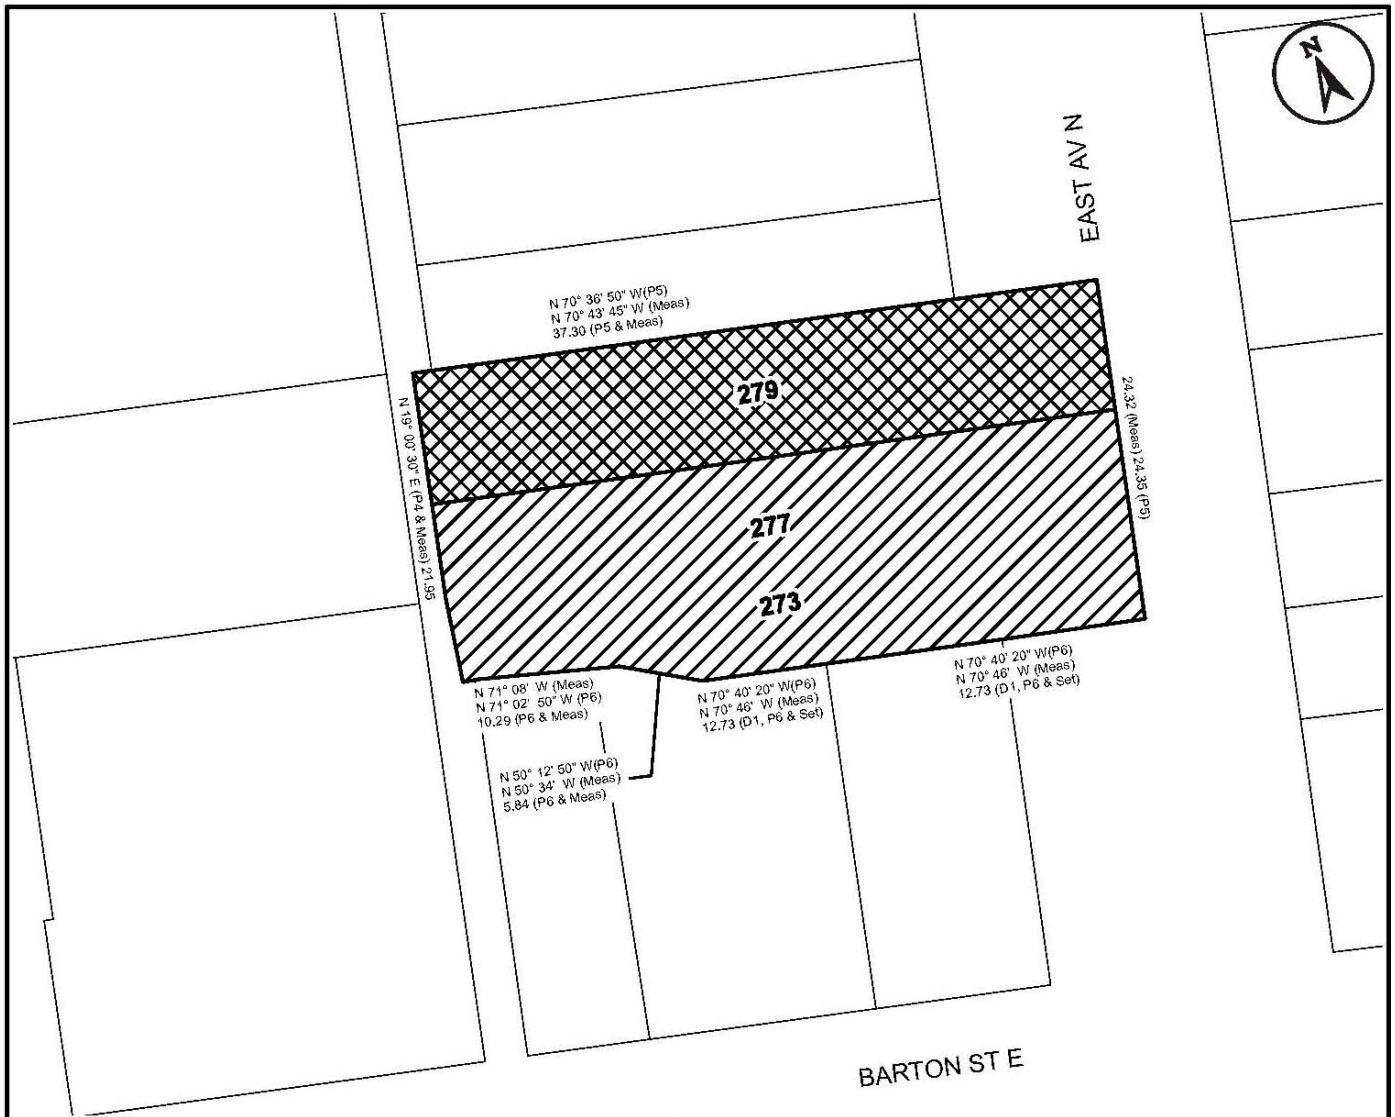 N
EAST AV N
N 70° 36' 50" W(P5)
N 70° 43' 45" W (Meas)
37.30 (P5 & Meas)
279
N 19° 00' 30" E (P4 & Meas) 21.95
24.32 (Meas) 24.35 (P5)
277
273
N 71° 08' W (Meas)
N 71° 02' 50" W (P6)
10.29 (P6 & Meas)
N 70° 40' 20" W(P6)
N 70° 46' W (Meas)
12.73 (D1, P6 & Set)
N 70° 40' 20" W(P6)
N 70° 46' W (Meas)
12.73 (D1, P6 & Set)
N 50° 12' 50" W(P6)
N 50° 34' W (Meas)
5.84 (P6 & Meas)
BARTON ST E